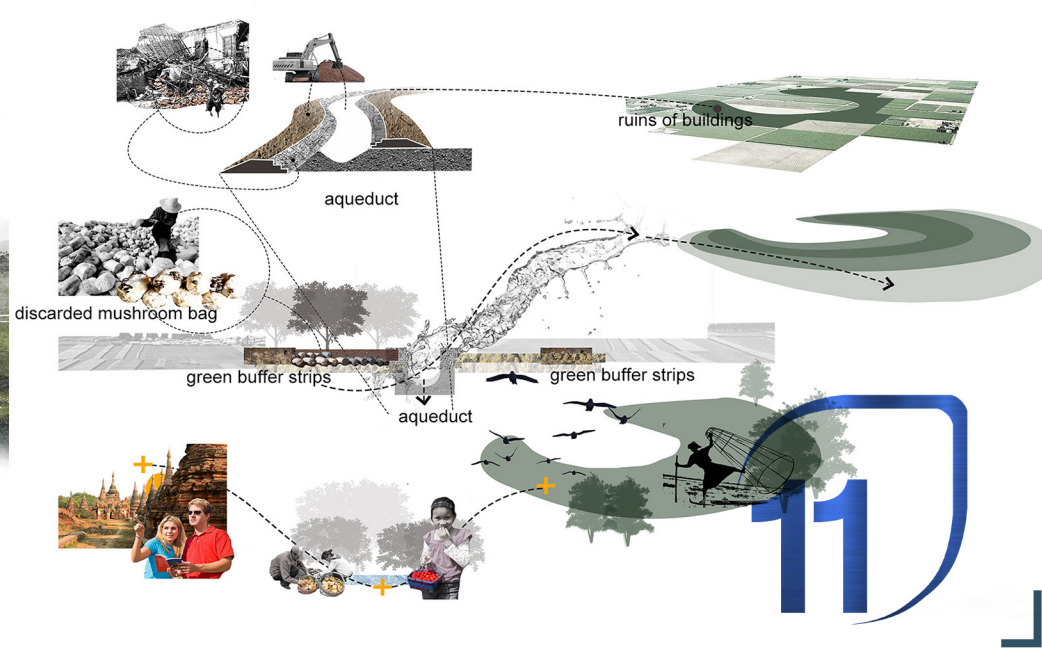 ruins of buildings
aqueduct
discarded mushroom bag
green buffer strips
green buffer strips
aqueduct
11